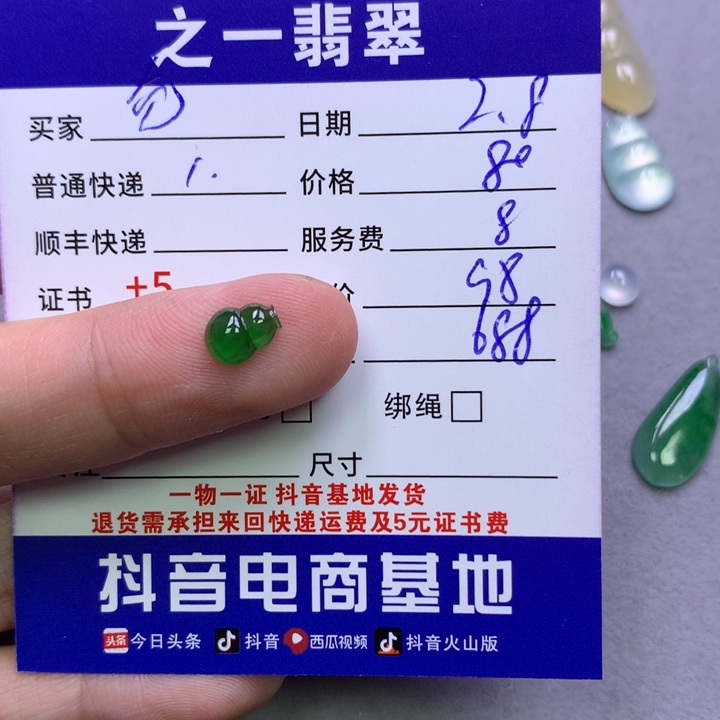 之一翡翠
买家 日期 2.8
普通快递 1. 价格 80
顺丰快递 服务费 8
证书 +5 价 98
688
绑绳
尺寸
一物一证 抖音基地发货
退货需承担来回快递运费及5元证书费
抖音电商基地
头条 今日头条 抖音 西瓜视频 抖音火山版